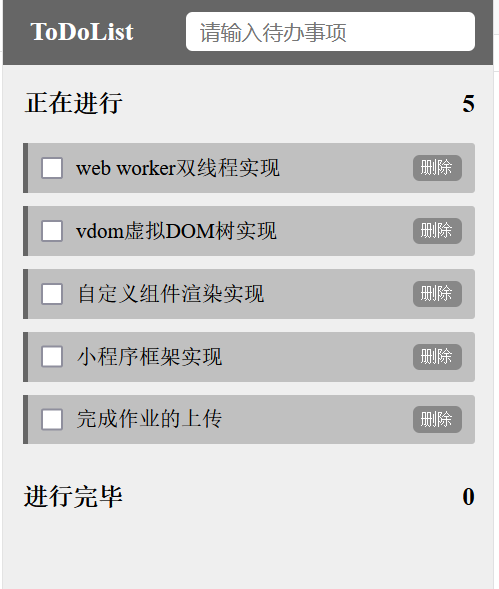 ToDoList 请输入待办事项
正在进行 5
web worker双线程实现 删除
vdom虚拟DOM树实现 删除
自定义组件渲染实现 删除
小程序框架实现 删除
完成作业的上传 删除
进行完毕 0